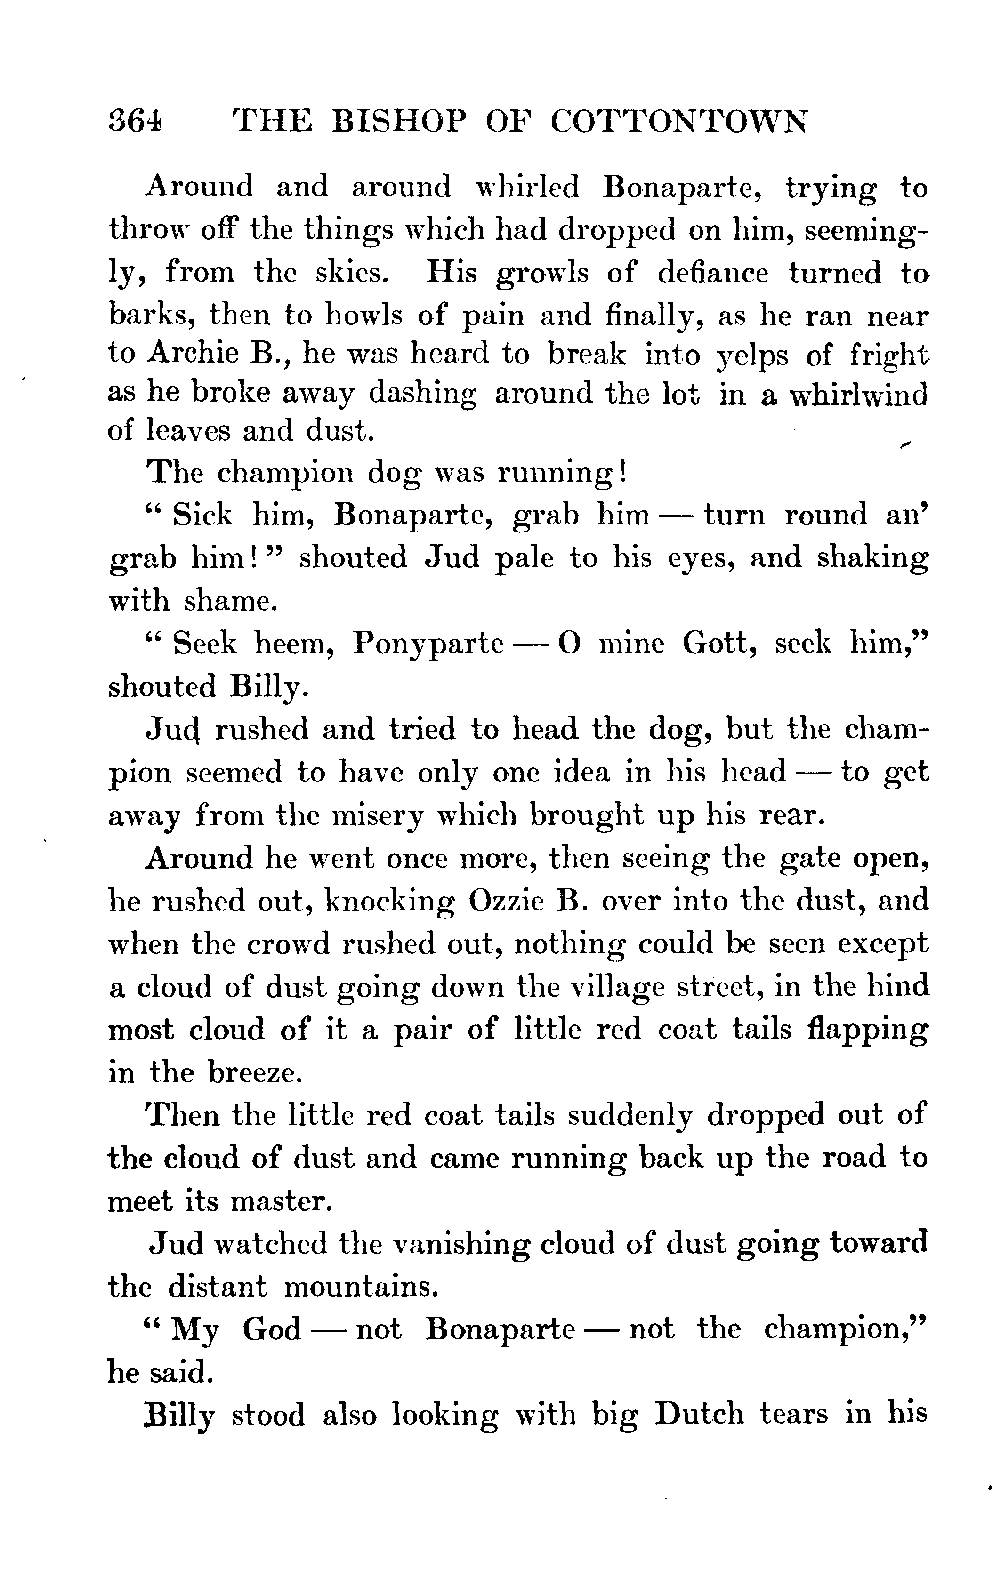 364 THE BISHOP OF COTTONTOWN
Around and around whirled Bonaparte, trying to
throw off the things which had dropped on him, seeming-
ly, from the skies. His growls of defiance turned to
barks, then to howls of pain and finally, as he ran near
to Archie B., he was heard to break into yelps of fright
as he broke away dashing around the lot in a whirlwind
of leaves and dust.
The champion dog was running!
“ Sick him, Bonaparte, grab him — turn round an’
grab him! ” shouted Jud pale to his eyes, and shaking
with shame.
“ Seek heem, Ponyparte — O mine Gott, seek him,”
shouted Billy.
Jud rushed and tried to head the dog, but the cham-
pion seemed to have only one idea in his head — to get
away from the misery which brought up his rear.
Around he went once more, then seeing the gate open,
he rushed out, knocking Ozzie B. over into the dust, and
when the crowd rushed out, nothing could be seen except
a cloud of dust going down the village street, in the hind
most cloud of it a pair of little red coat tails flapping
in the breeze.
Then the little red coat tails suddenly dropped out of
the cloud of dust and came running back up the road to
meet its master.
Jud watched the vanishing cloud of dust going toward
the distant mountains.
“ My God — not Bonaparte — not the champion,”
he said.
Billy stood also looking with big Dutch tears in his